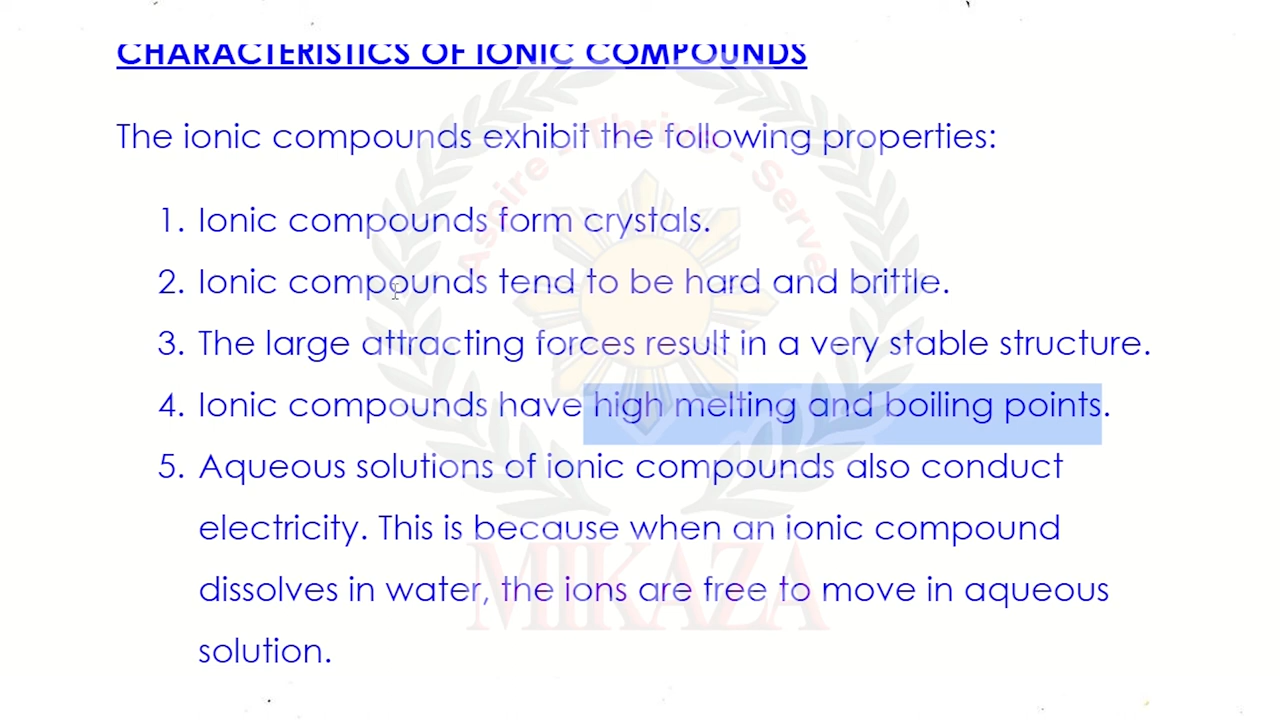 CHARACTERISTICS OF IONIC COMPOUNDS
The ionic compounds exhibit the following properties:
1. Ionic compounds form crystals.
2. Ionic compounds tend to be hard and brittle.
3. The large attracting forces result in a very stable structure.
4. Ionic compounds have high melting and boiling points.
5. Aqueous solutions of ionic compounds also conduct
electricity. This is because when an ionic compound
dissolves in water, the ions are free to move in aqueous
solution.
Aspire - Thrive - Serve
MIKAZA